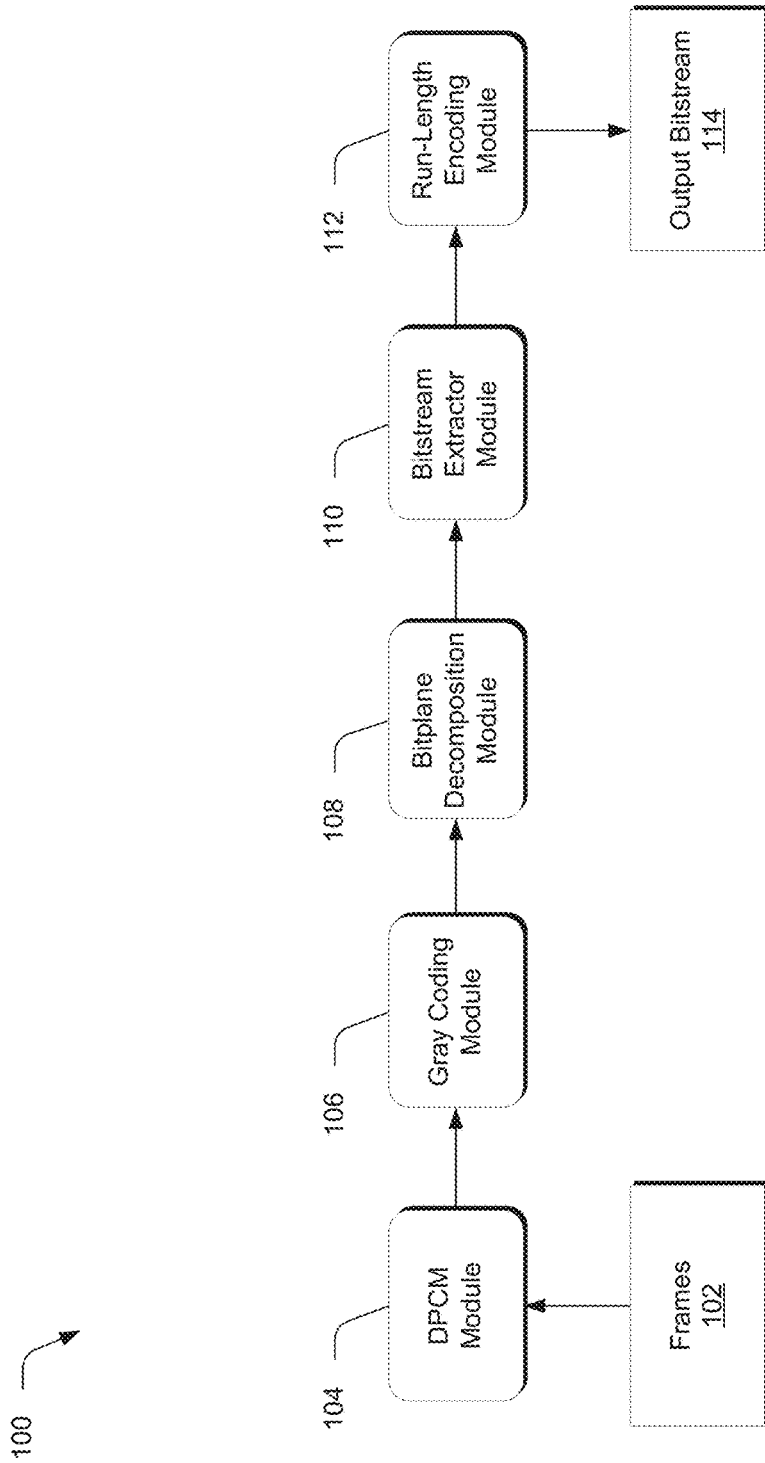 100
104
DPCM
Module
Frames
102
106
Gray Coding
Module
108
Bitplane
Decomposition
Module
110
Bitstream
Extractor
Module
112
Run-Length
Encoding
Module
Output Bitstream
114